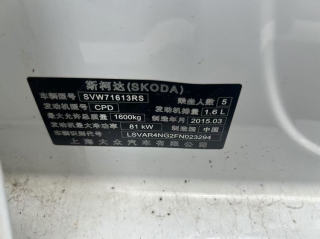 斯柯达(SKODA)
车辆型号 SVW71613RS 乘坐人数 5
发动机型号 CPD 发动机排量 1.6 L
最大允许总质量 1600kg 制造年月 2015.03
发动机最大净功率 81 kW 制造国 中国
车辆识别代号 LSVAR4NG2FN023294
上海大众汽车有限公司